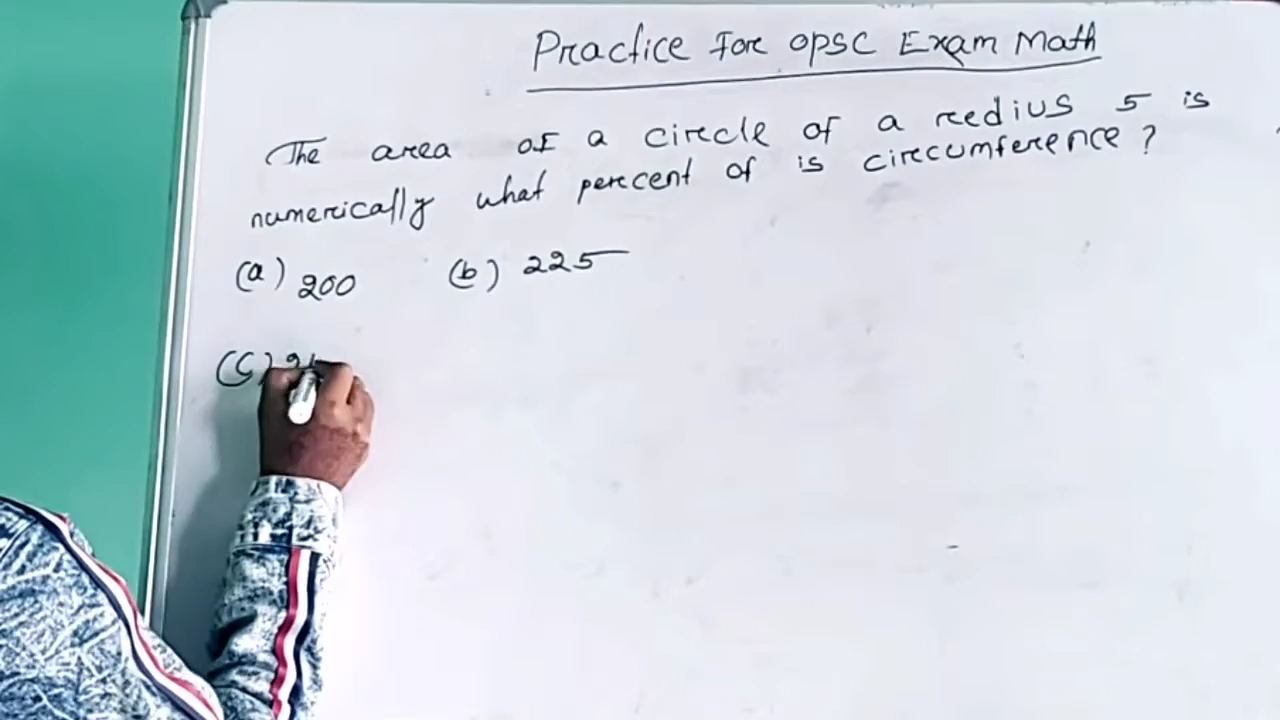 Practice For OPSC Exam Math
The area of a circle of a redius 5 is
numerically what percent of is circumference?
(a) 200 (b) 225
(c)